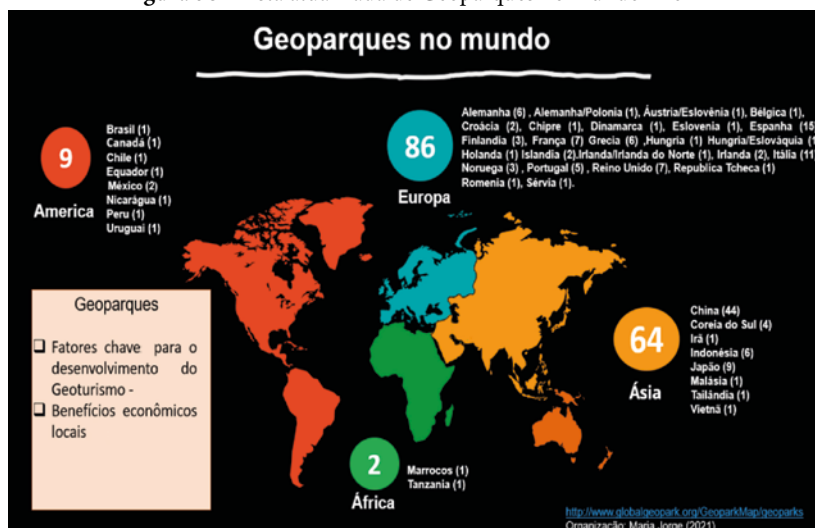 Geoparques no mundo
9
America
Brasil (1)
Canadá (1)
Chile (1)
Equador (1)
México (2)
Nicarágua (1)
Peru (1)
Uruguai (1)
86
Europa
Alemanha (6) , Alemanha/Polonia (1), Áustria/Eslovênia (1), Bélgica (1),
Croácia (2), Chipre (1), Dinamarca (1), Eslovenia (1), Espanha (15)
Finlandia (3), França (7) Grecia (6) ,Hungria (1) Hungria/Eslováquia (1)
Holanda (1) Islandia (2).Irlanda/Irlanda do Norte (1), Irlanda (2), Itália (11)
Noruega (3) , Portugal (5) , Reino Unido (7), Republica Tcheca (1)
Romenia (1), Sérvia (1).
Geoparques
Fatores chave para o
desenvolvimento do
Geoturismo -
Benefícios econômicos
locais
64
Ásia
China (44)
Coreia do Sul (4)
Irã (1)
Indonésia (6)
Japão (9)
Malásia (1)
Tailândia (1)
Vietnã (1)
2
África
Marrocos (1)
Tanzania (1)
http://www.globalgeopark.org/GeoparkMap/geoparks
Organização: Maria Jorge (2021)